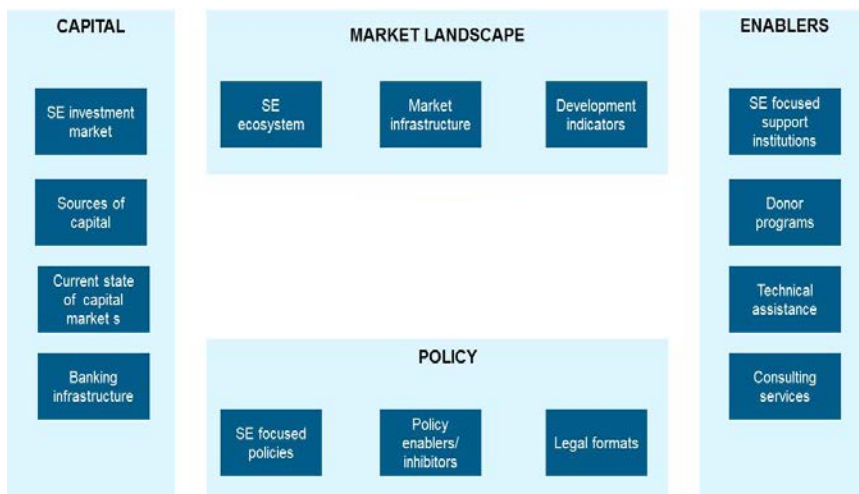 CAPITAL
SE investment
market
Sources of
capital
Current state
of capital
market s
Banking
infrastructure
MARKET LANDSCAPE
SE
ecosystem
Market
infrastructure
Development
indicators
POLICY
SE focused
policies
Policy
enablers/
inhibitors
Legal formats
ENABLERS
SE focused
support
institutions
Donor
programs
Technical
assistance
Consulting
services